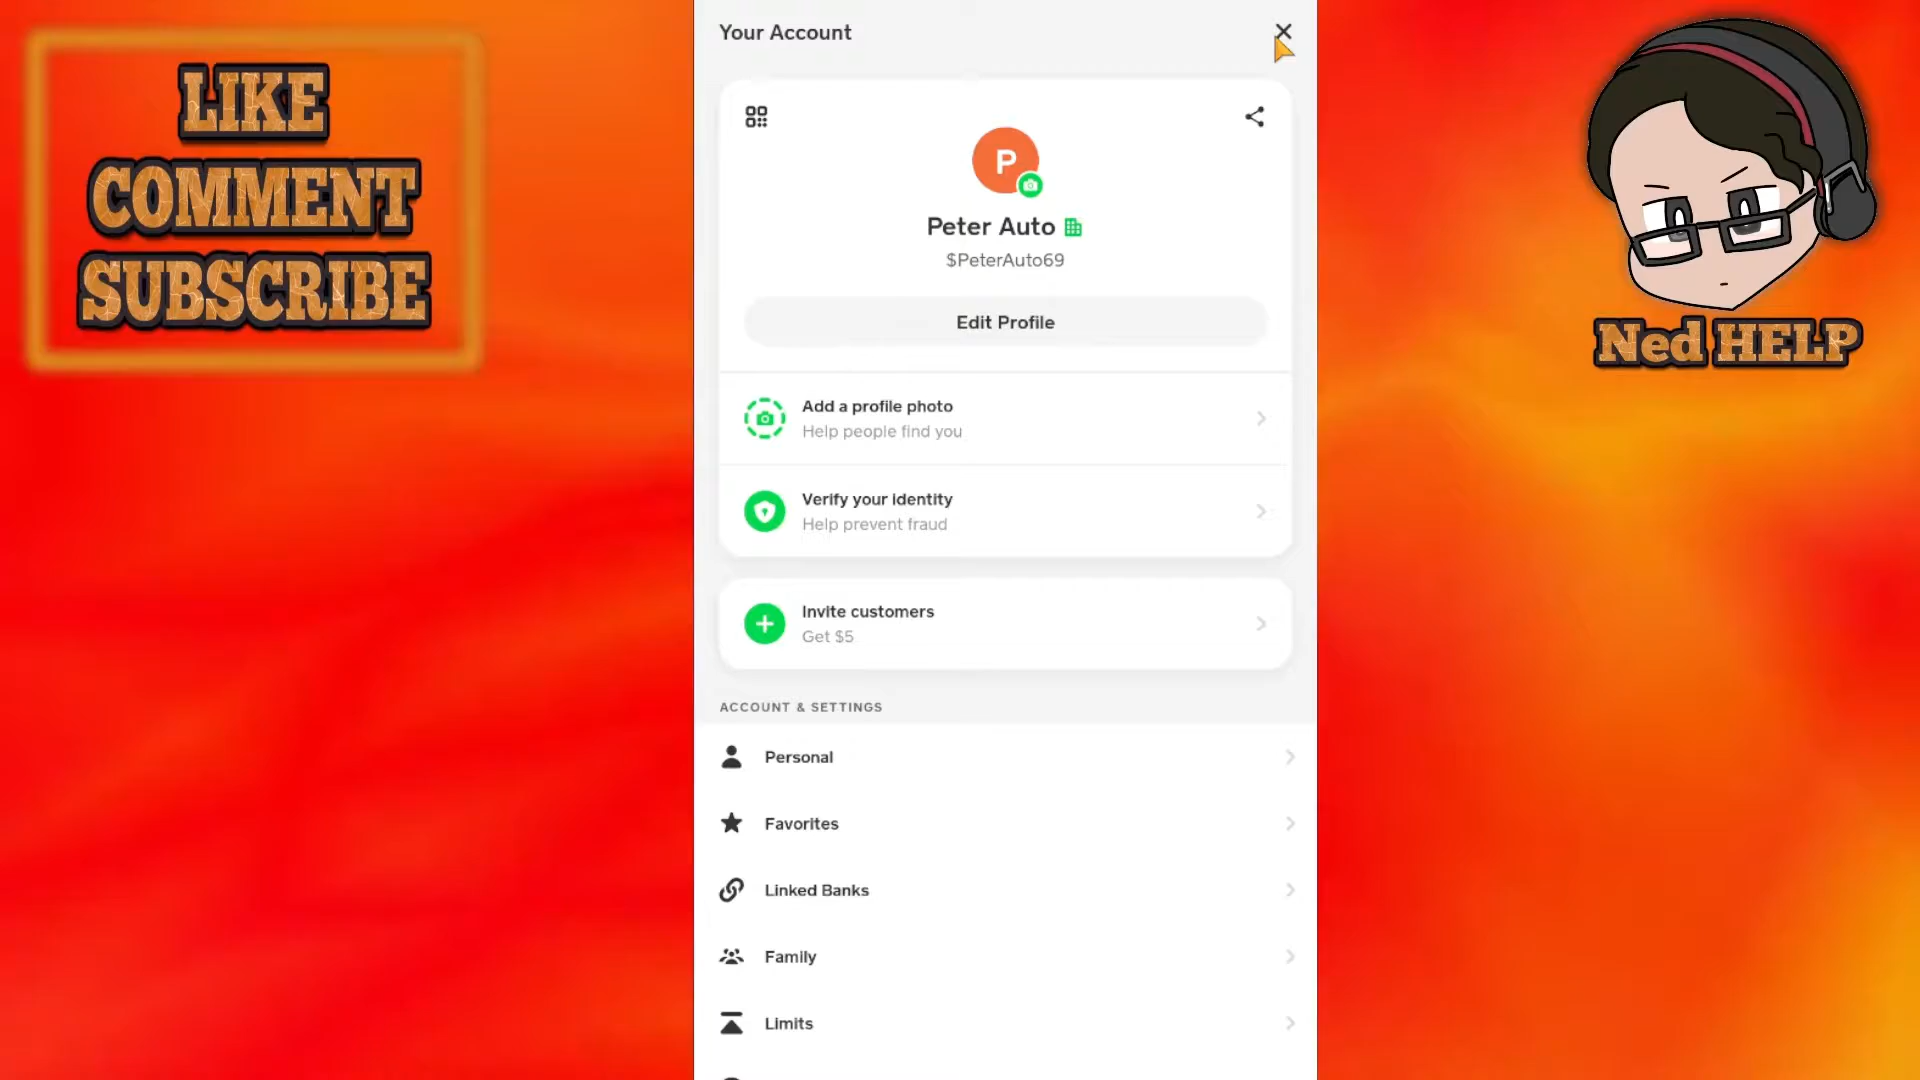 LIKE
COMMENT
SUBSCRIBE
Your Account
P
Peter Auto
$PeterAuto69
Edit Profile
Add a profile photo
Help people find you
Verify your identity
Help prevent fraud
Invite customers
Get $5
ACCOUNT & SETTINGS
Personal
Favorites
Linked Banks
Family
Limits
Ned HELP